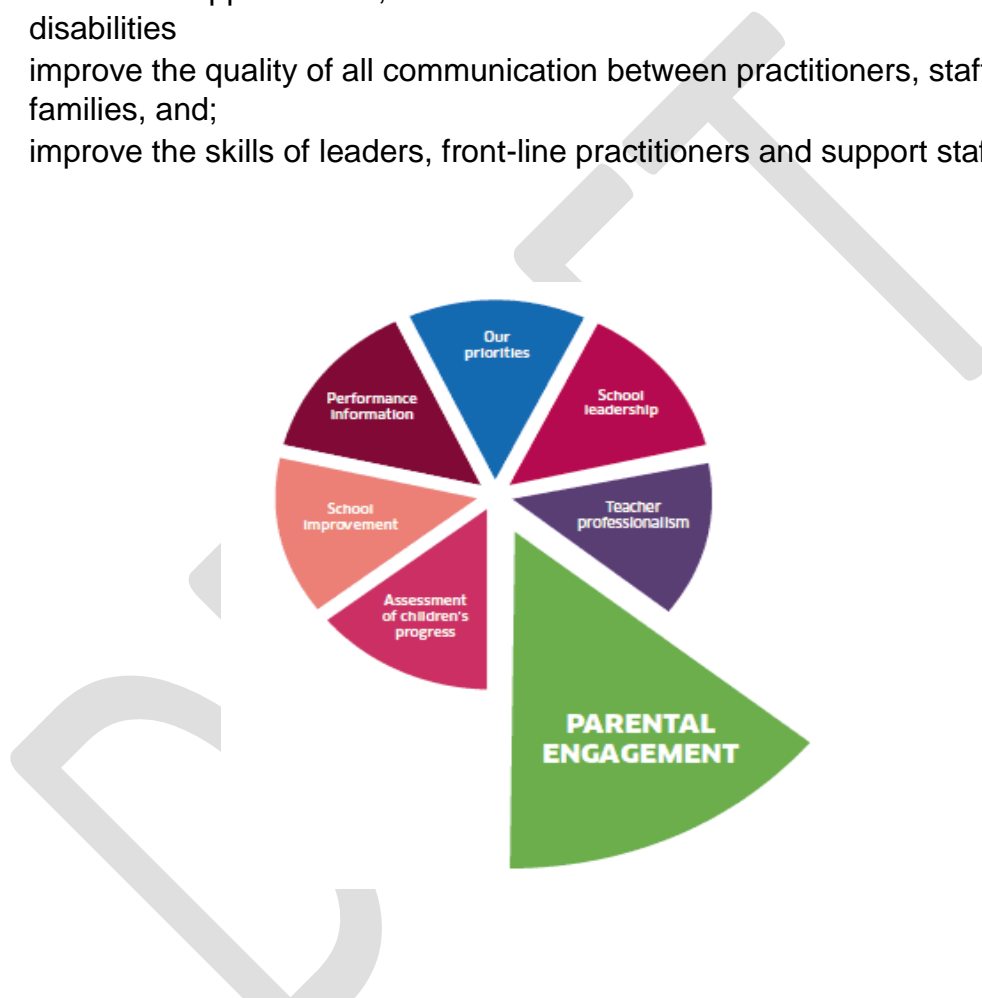 disabilities
improve the quality of all communication between practitioners, staf
families, and;
improve the skills of leaders, front-line practitioners and support sta
Our
priorities
Performance
information
School
leadership
School
improvement
Teacher
professionalism
Assessment
of children's
progress
PARENTAL
ENGAGEMENT